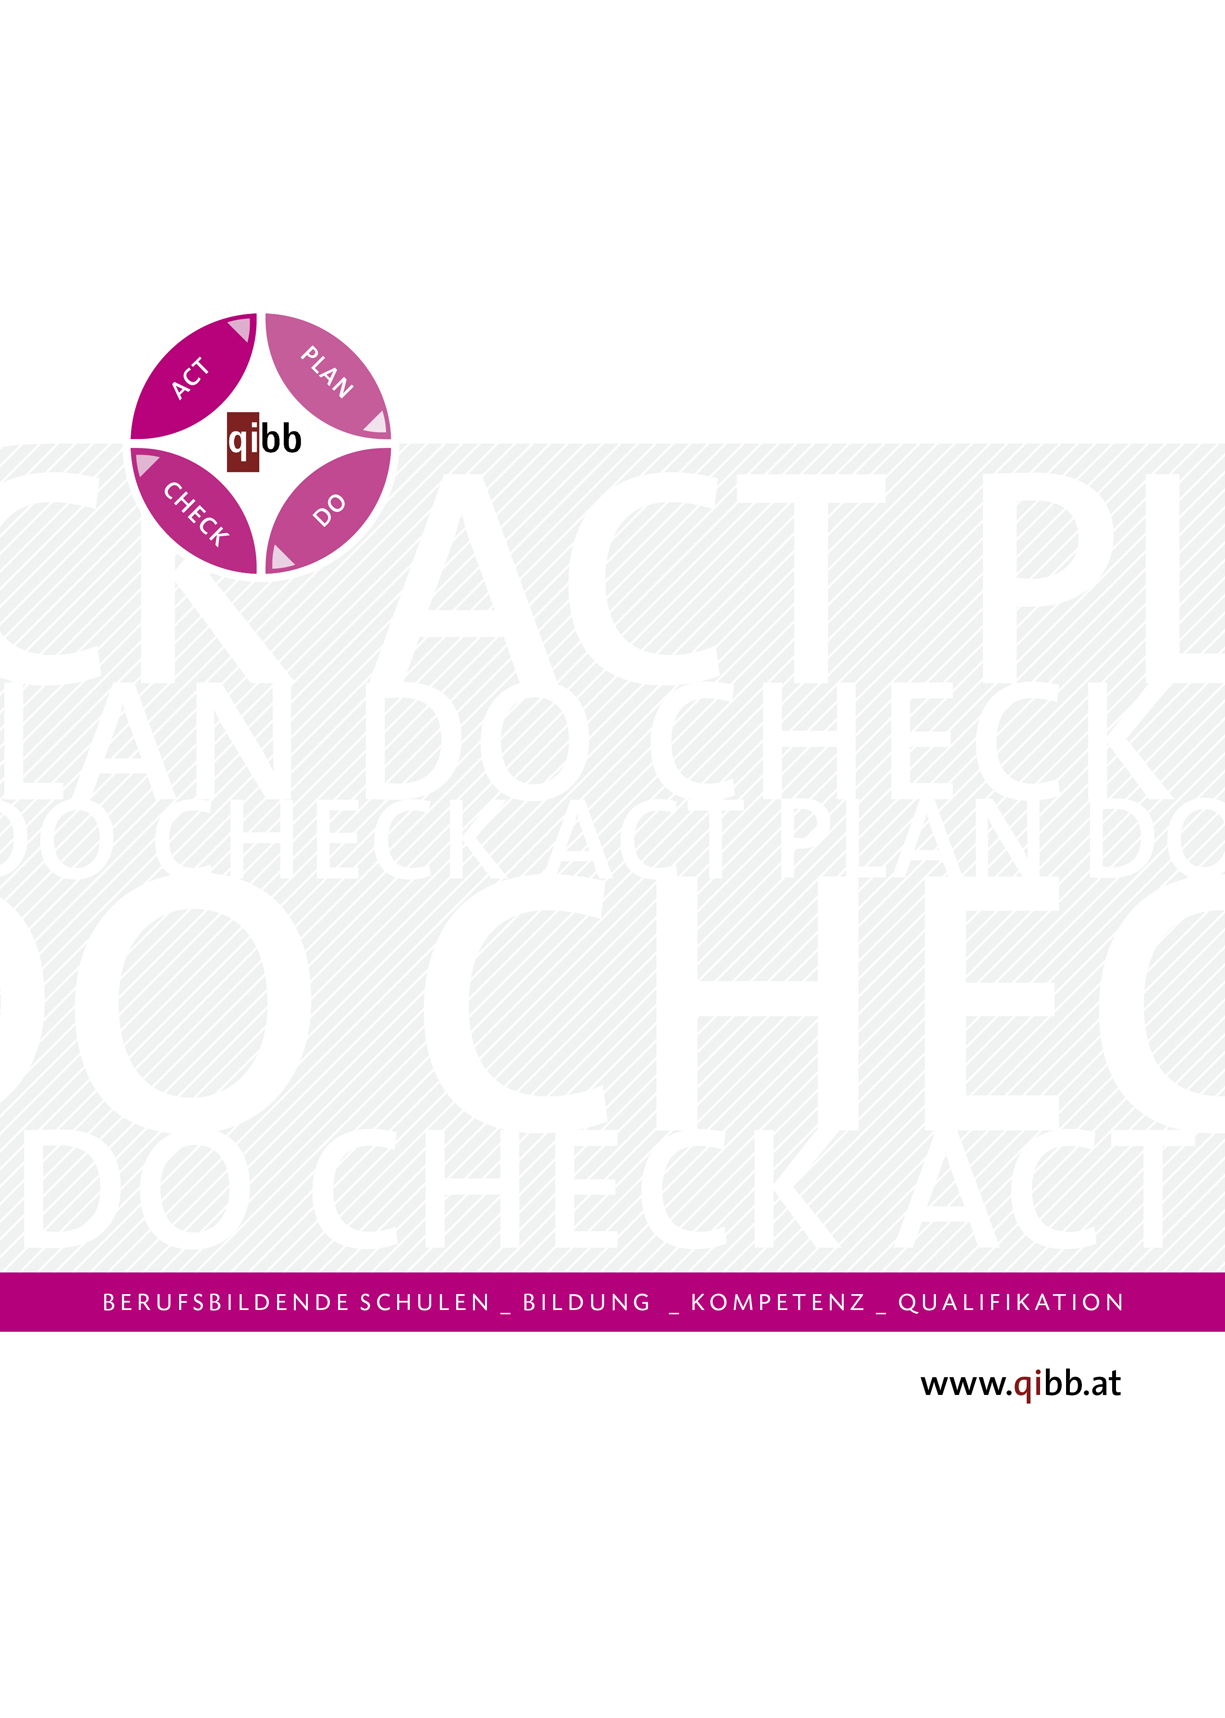 ACT
PLAN
qibb
CHECK
DO
CK ACT PL
LAN DO CHECK
DO CHECK ACT PLAN DO
DO CHEC
DO CHECK ACT
BERUFSBILDENDE SCHULEN _ BILDUNG _ KOMPETENZ _ QUALIFIKATION
www.qibb.at